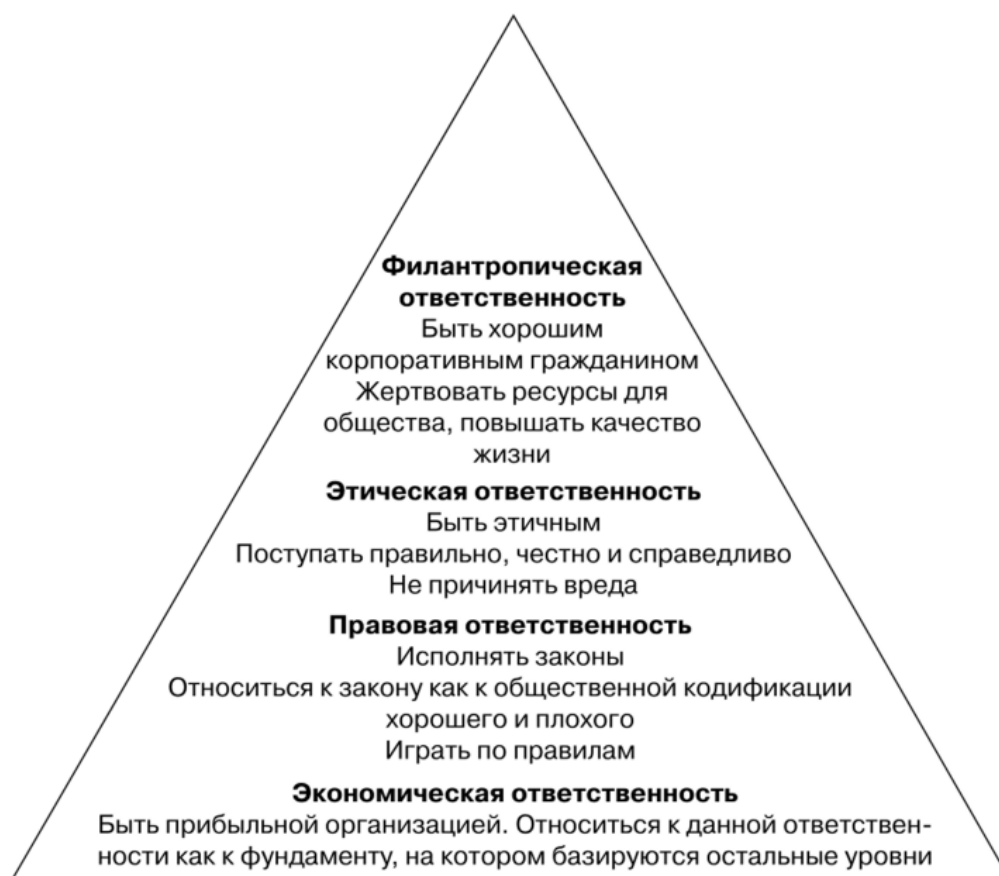 Филантропическая
ответственность
Быть хорошим
корпоративным гражданином
Жертвовать ресурсы для
общества, повышать качество
жизни
Этическая ответственность
Быть этичным
Поступать правильно, честно и справедливо
Не причинять вреда
Правовая ответственность
Исполнять законы
Относиться к закону как к общественной кодификации
хорошего и плохого
Играть по правилам
Экономическая ответственность
Быть прибыльной организацией. Относиться к данной ответствен-
ности как к фундаменту, на котором базируются остальные уровни